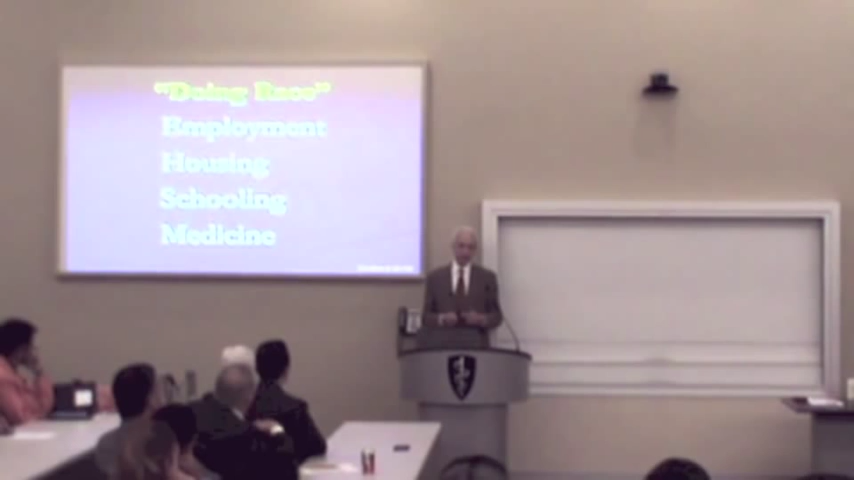 "Doing Race"
Employment
Housing
Schooling
Medicine